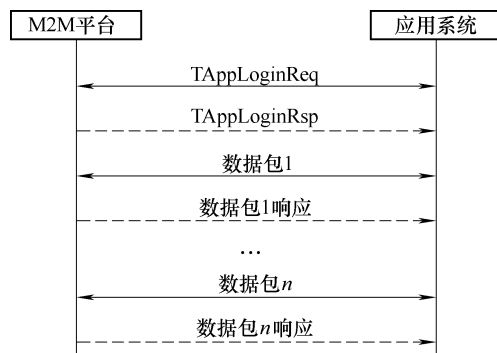 M2M平台 应用系统
TAppLoginReq
TAppLoginRsp
数据包1
数据包1响应
…
数据包n
数据包n响应